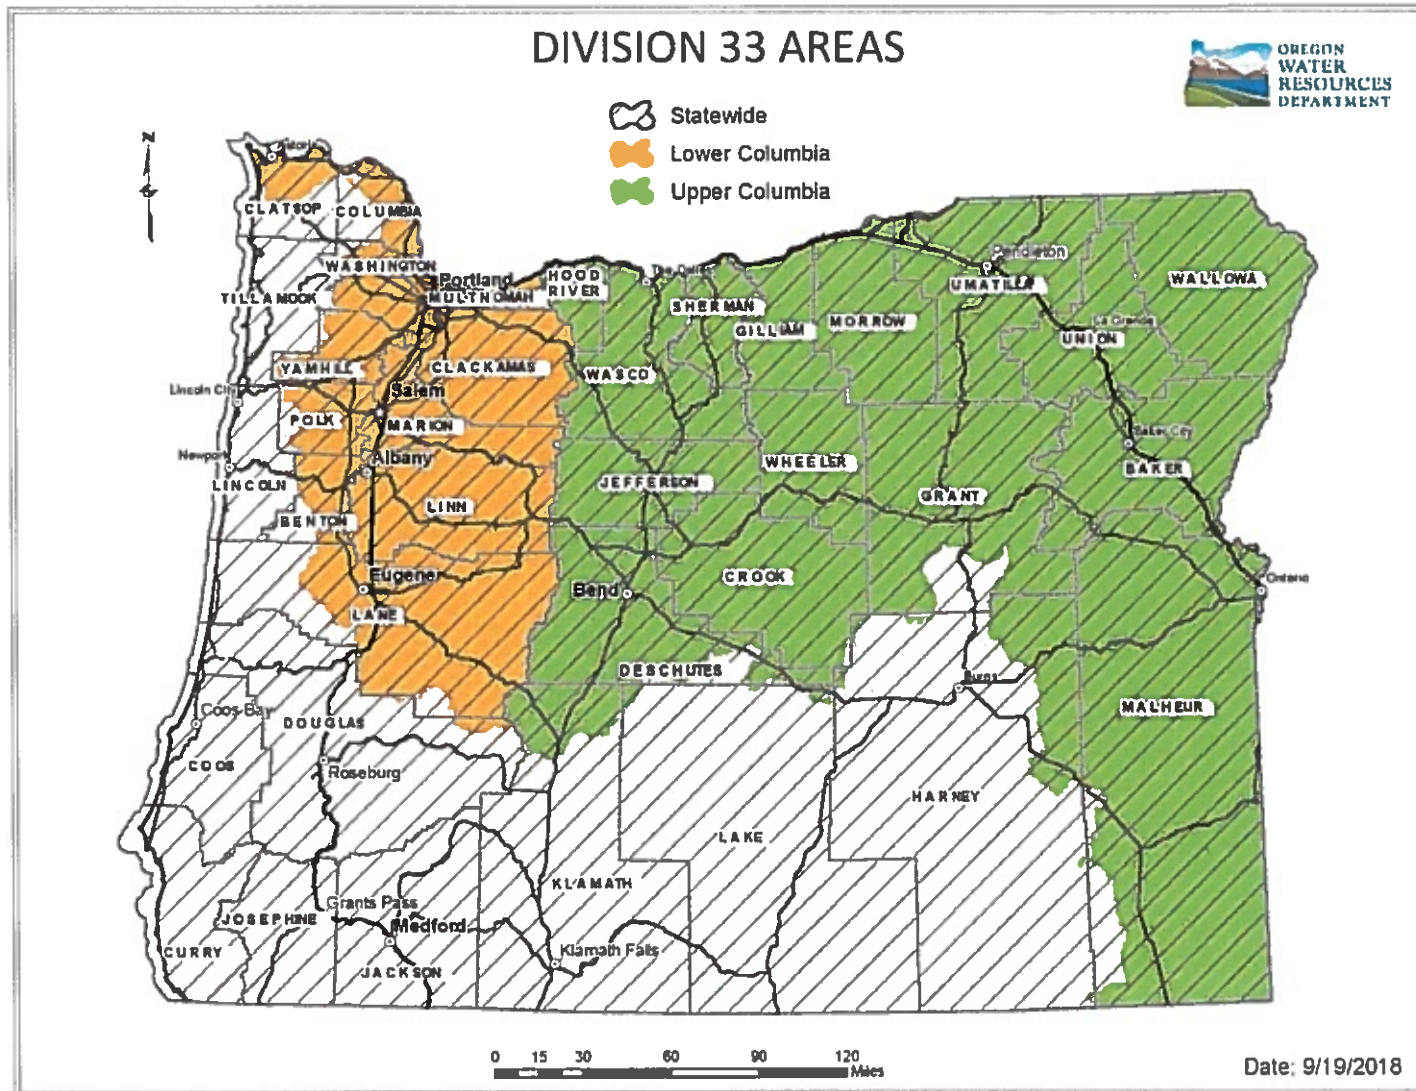 DIVISION 33 AREAS
OREGON
WATER
RESOURCES
DEPARTMENT
Statewide
Lower Columbia
Upper Columbia
N
CLATSOP
COLUMBIA
WASHINGTON
Portland
HOOD
RIVER
Pendleton
TILLAMOOK
MULTNOMAH
SHERMAN
UMATILLA
WALLOWA
GILLIAM
MORROW
La Grande
UNION
YAMHILL
CLACKAMAS
WASCO
Lincoln City
Salem
POLK
MARION
Baker City
Newport
Albany
WHEELER
BAKER
LINCOLN
JEFFERSON
LINN
GRANT
BENTON
Eugene
CROOK
Ontario
Bend
LANE
DESCHUTES
Burns
Coos Bay
DOUGLAS
MALHEUR
COOS
Roseburg
HARNEY
LAKE
KLAMATH
Grants Pass
JOSEPHINE
Medford
CURRY
Klamath Falls
JACKSON
0 15 30 60 90 120
Miles
Date: 9/19/2018